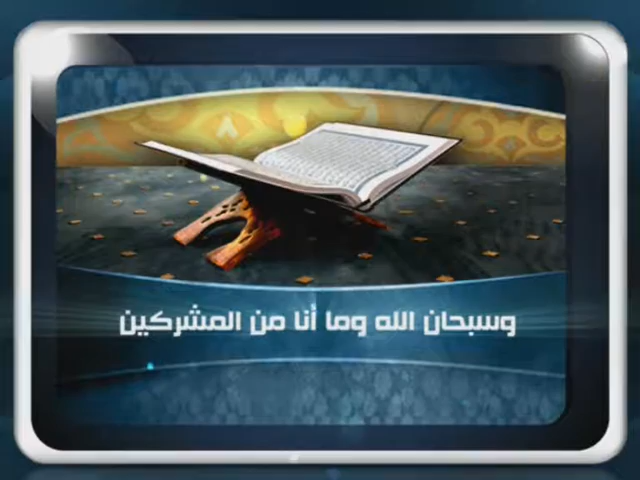 وسبحان الله وما أنا من المشركين